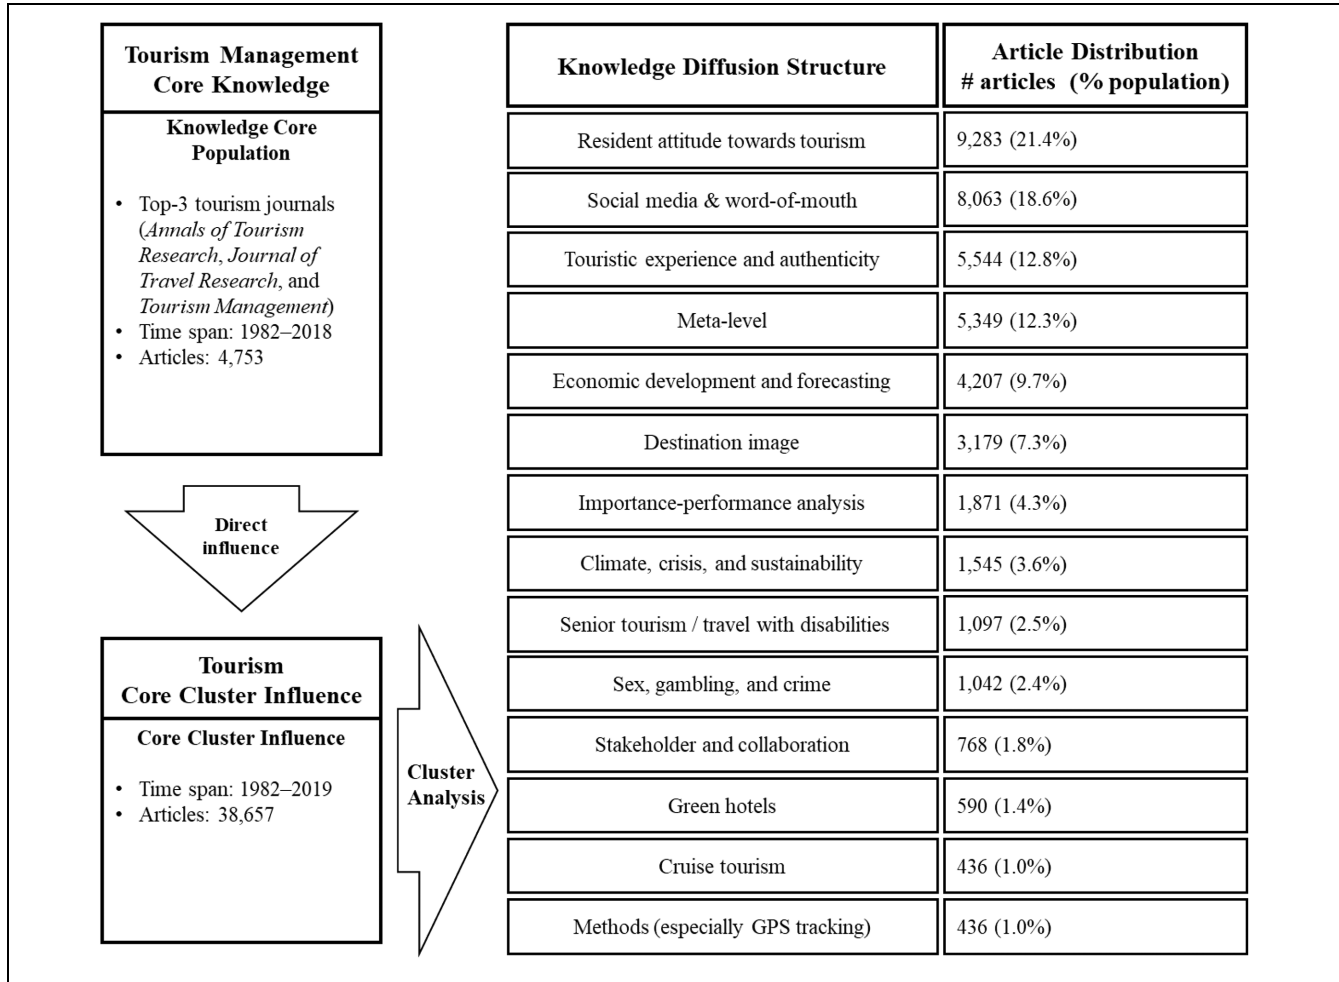 Tourism Management
Core Knowledge
Knowledge Core
Population
• Top-3 tourism journals
(Annals of Tourism
Research, Journal of
Travel Research, and
Tourism Management)
• Time span: 1982–2018
• Articles: 4,753
Direct
influence
Tourism
Core Cluster Influence
Core Cluster Influence
• Time span: 1982–2019
• Articles: 38,657
Cluster
Analysis
Knowledge Diffusion Structure
Article Distribution
# articles (% population)
Resident attitude towards tourism
9,283 (21.4%)
Social media & word-of-mouth
8,063 (18.6%)
Touristic experience and authenticity
5,544 (12.8%)
Meta-level
5,349 (12.3%)
Economic development and forecasting
4,207 (9.7%)
Destination image
3,179 (7.3%)
Importance-performance analysis
1,871 (4.3%)
Climate, crisis, and sustainability
1,545 (3.6%)
Senior tourism / travel with disabilities
1,097 (2.5%)
Sex, gambling, and crime
1,042 (2.4%)
Stakeholder and collaboration
768 (1.8%)
Green hotels
590 (1.4%)
Cruise tourism
436 (1.0%)
Methods (especially GPS tracking)
436 (1.0%)